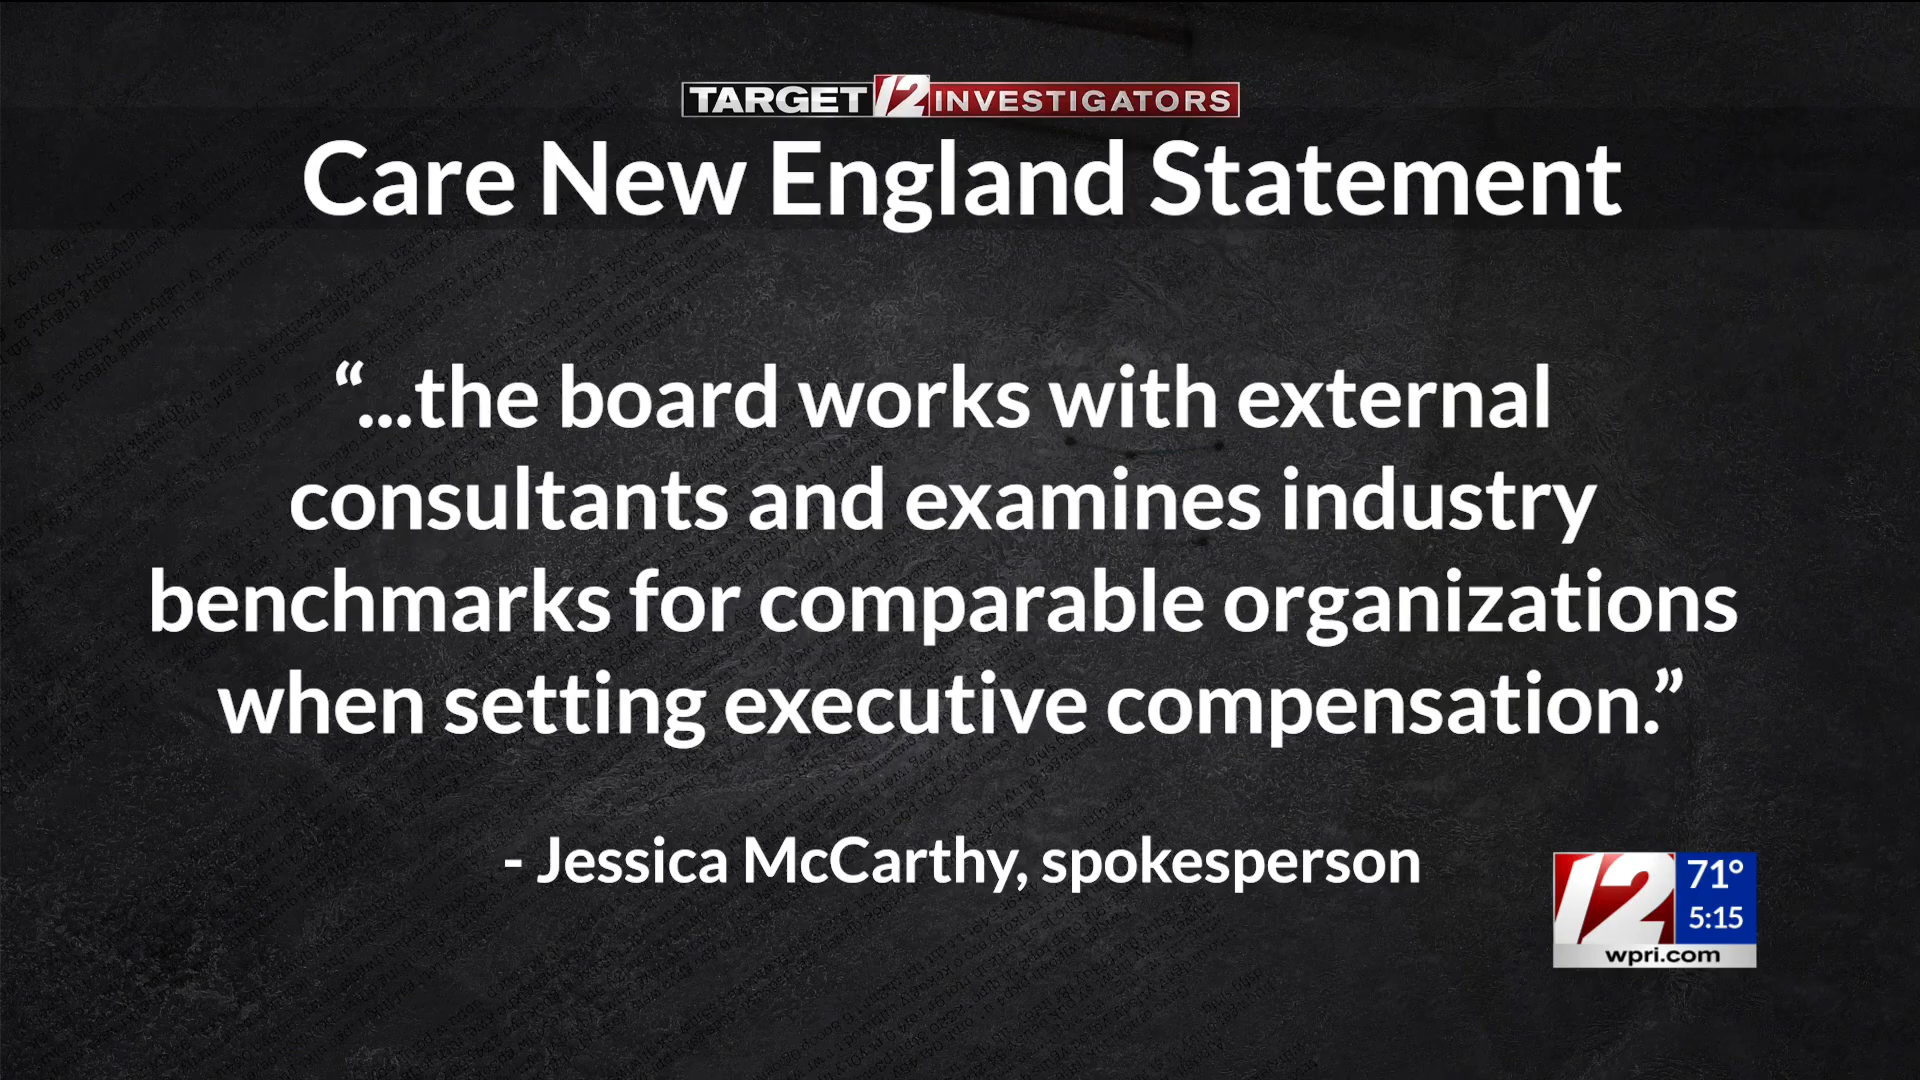 TARGET 12 INVESTIGATORS
Care New England Statement
“...the board works with external
consultants and examines industry
benchmarks for comparable organizations
when setting executive compensation.”
- Jessica McCarthy, spokesperson
12 71°
5:15
wpri.com